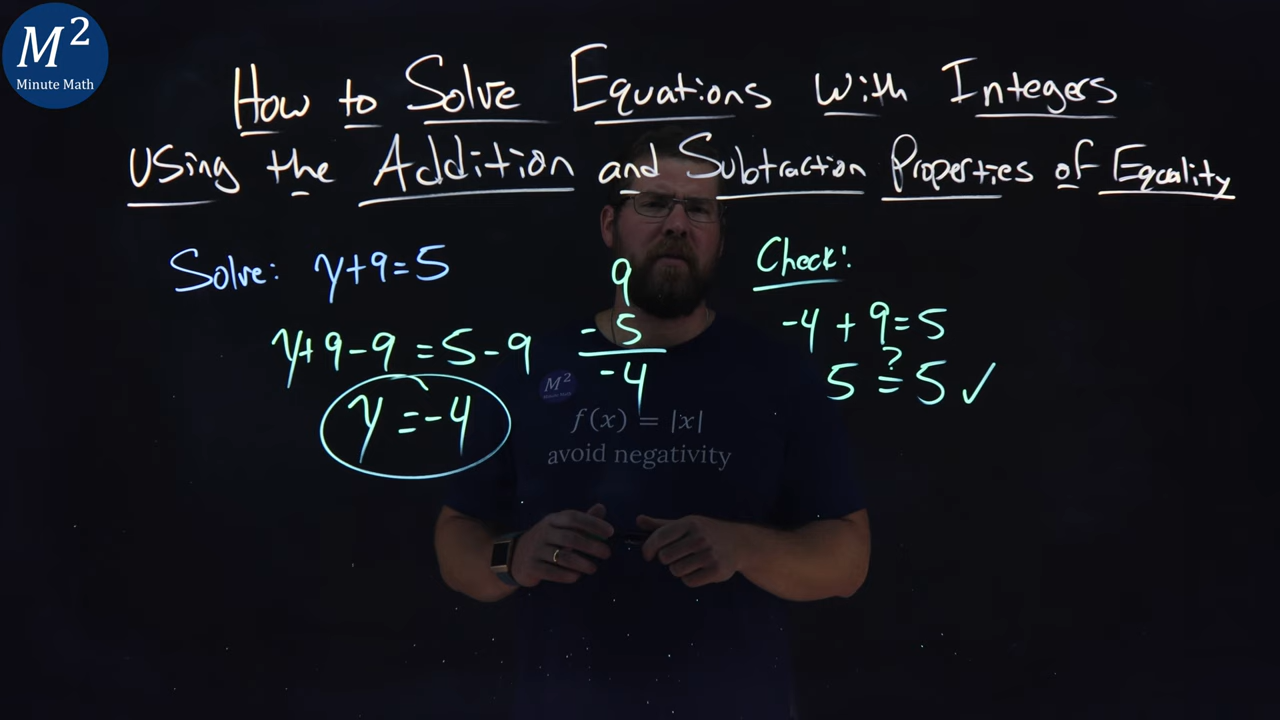 M²
Minute Math
How to Solve Equations with Integers
Using the Addition and Subtraction Properties of Equality
Solve: y+9=5
y+9-9=5-9
y=-4
9
-5
-4
Check:
-4+9=5
?
5=5✓
M²
f(x) = |x|
avoid negativity